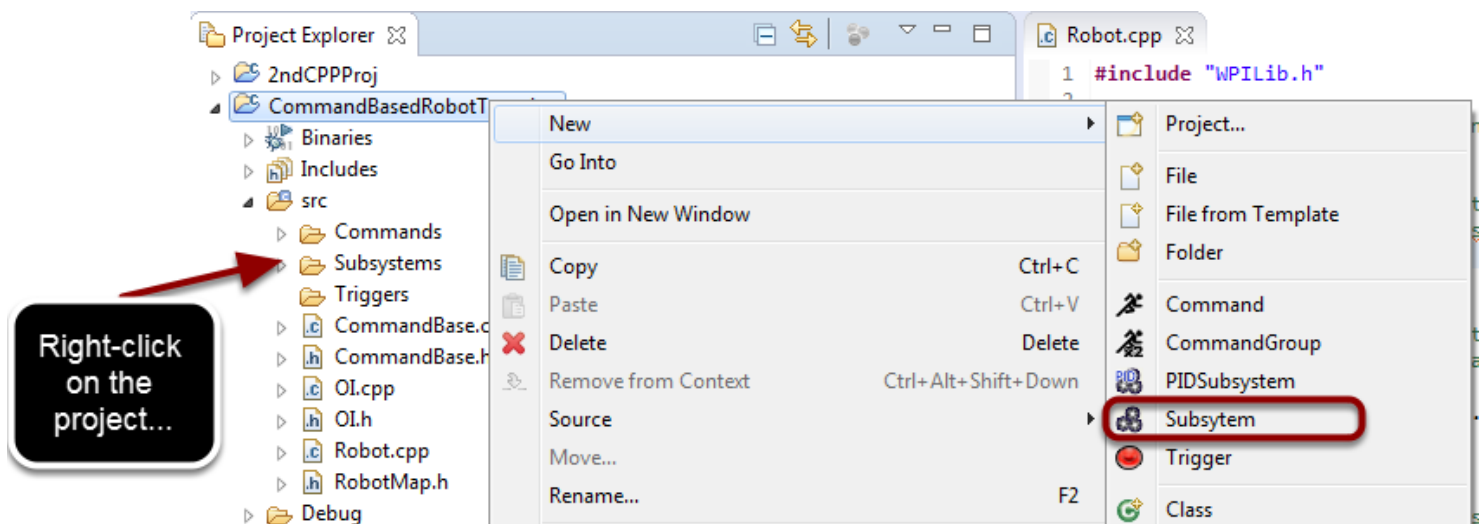 Project Explorer
Robot.cpp
2ndCPPProj
1 #include "WPILib.h"
2
CommandBasedRobotT
Binaries
Includes
src
Commands
Subsystems
Triggers
CommandBase.c
CommandBase.h
OI.cpp
OI.h
Robot.cpp
RobotMap.h
Debug
Right-click
on the
project...
New
Go Into
Open in New Window
Copy Ctrl+C
Paste Ctrl+V
Delete Delete
Remove from Context Ctrl+Alt+Shift+Down
Source
Move...
Rename... F2
Project...
File
File from Template
Folder
Command
CommandGroup
PIDSubsystem
Subsytem
Trigger
Class